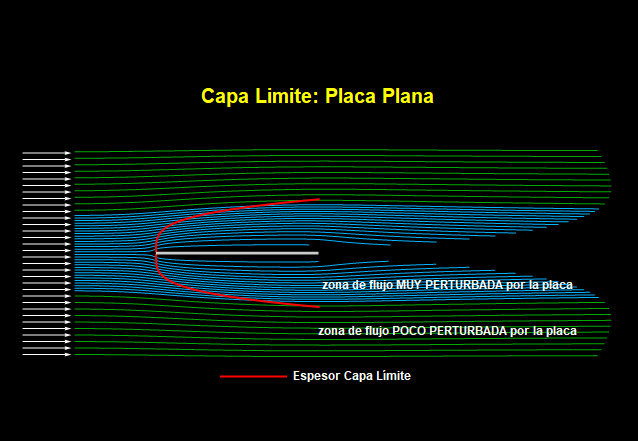 Capa Limite: Placa Plana
zona de flujo MUY PERTURBADA por la placa
zona de flujo POCO PERTURBADA por la placa
Espesor Capa Límite